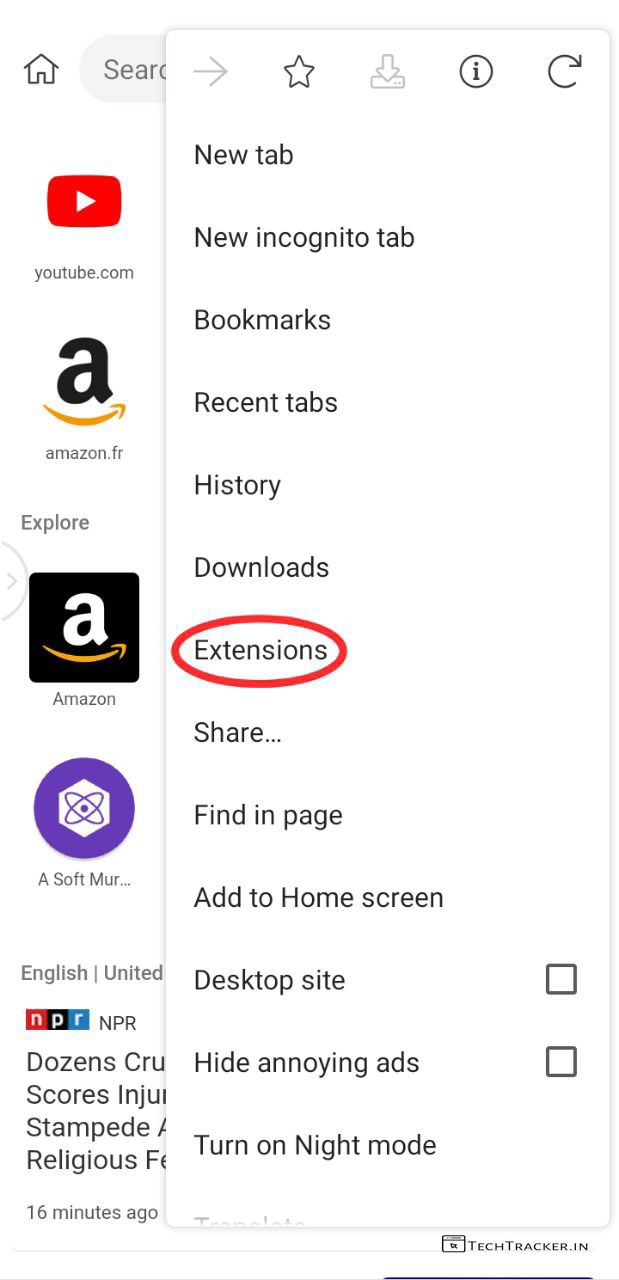 Searc
New tab
New incognito tab
youtube.com
Bookmarks
Recent tabs
amazon.fr
History
Explore
Downloads
Extensions
Amazon
Share...
Find in page
A Soft Mur...
Add to Home screen
English | United
Desktop site
npr NPR
Dozens Cru
Hide annoying ads
Scores Injur
Stampede A
Turn on Night mode
Religious Fe
16 minutes ago
Translate
TECHTRACKER.IN